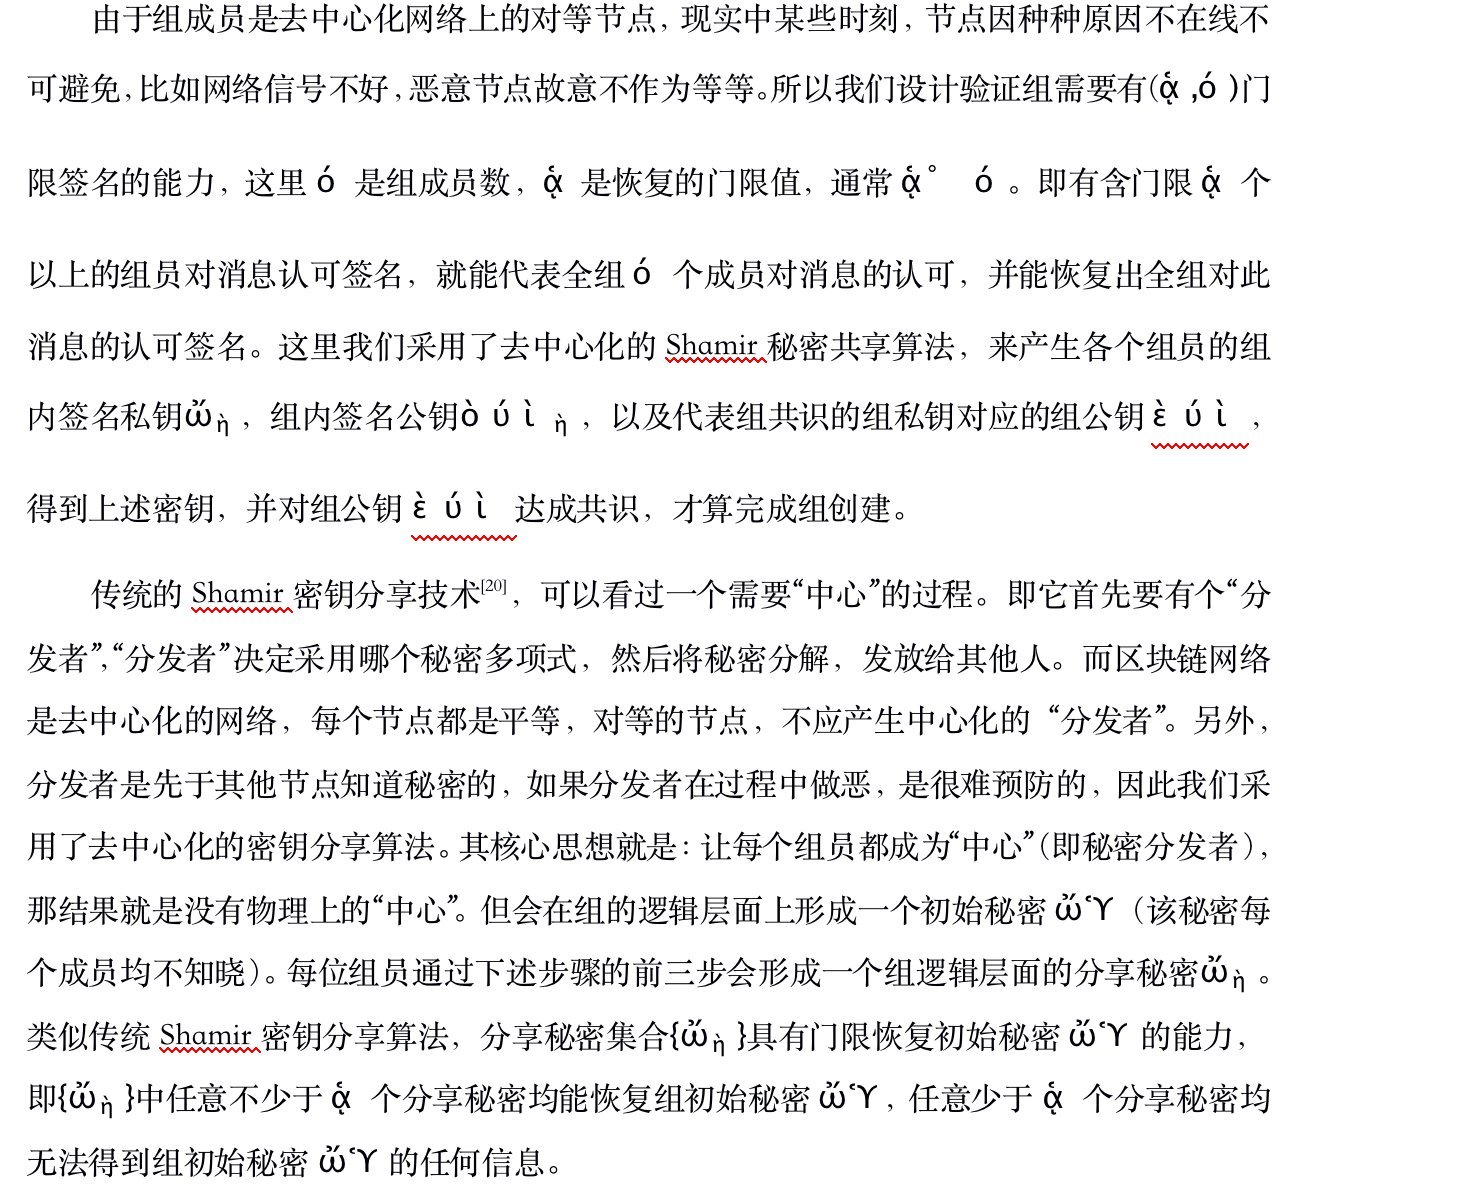 由于组成员是去中心化网络上的对等节点，现实中某些时刻，节点因种种原因不在线不
可避免，比如网络信号不好，恶意节点故意不作为等等。所以我们设计验证组需要有(ᾴ ,ό )门
限签名的能力，这里 ό 是组成员数，ᾴ 是恢复的门限值，通常 ᾴ° ό 。即有含门限 ᾴ 个
以上的组员对消息认可签名，就能代表全组 ό 个成员对消息的认可，并能恢复出全组对此
消息的认可签名。这里我们采用了去中心化的 Shamir 秘密共享算法，来产生各个组员的组
内签名私钥ὤὴ ，组内签名公钥ὸ ύ ὶ ὴ ，以及代表组共识的组私钥对应的组公钥 ὲ ύ ὶ ，
得到上述密钥，并对组公钥 ὲ ύ ὶ 达成共识，才算完成组创建。
传统的 Shamir 密钥分享技术[20]，可以看过一个需要“中心”的过程。即它首先要有个“分
发者”，“分发者”决定采用哪个秘密多项式，然后将秘密分解，发放给其他人。而区块链网络
是去中心化的网络，每个节点都是平等，对等的节点，不应产生中心化的 “分发者”。另外，
分发者是先于其他节点知道秘密的，如果分发者在过程中做恶，是很难预防的，因此我们采
用了去中心化的密钥分享算法。其核心思想就是：让每个组员都成为“中心”（即秘密分发者），
那结果就是没有物理上的“中心”。但会在组的逻辑层面上形成一个初始秘密 ὤ῾ϒ（该秘密每
个成员均不知晓）。每位组员通过下述步骤的前三步会形成一个组逻辑层面的分享秘密ὤὴ 。
类似传统 Shamir 密钥分享算法，分享秘密集合{ὤὴ }具有门限恢复初始秘密 ὤ῾ϒ 的能力，
即{ὤὴ }中任意不少于 ᾴ 个分享秘密均能恢复组初始秘密 ὤ῾ϒ，任意少于 ᾴ 个分享秘密均
无法得到组初始秘密 ὤ῾ϒ 的任何信息。